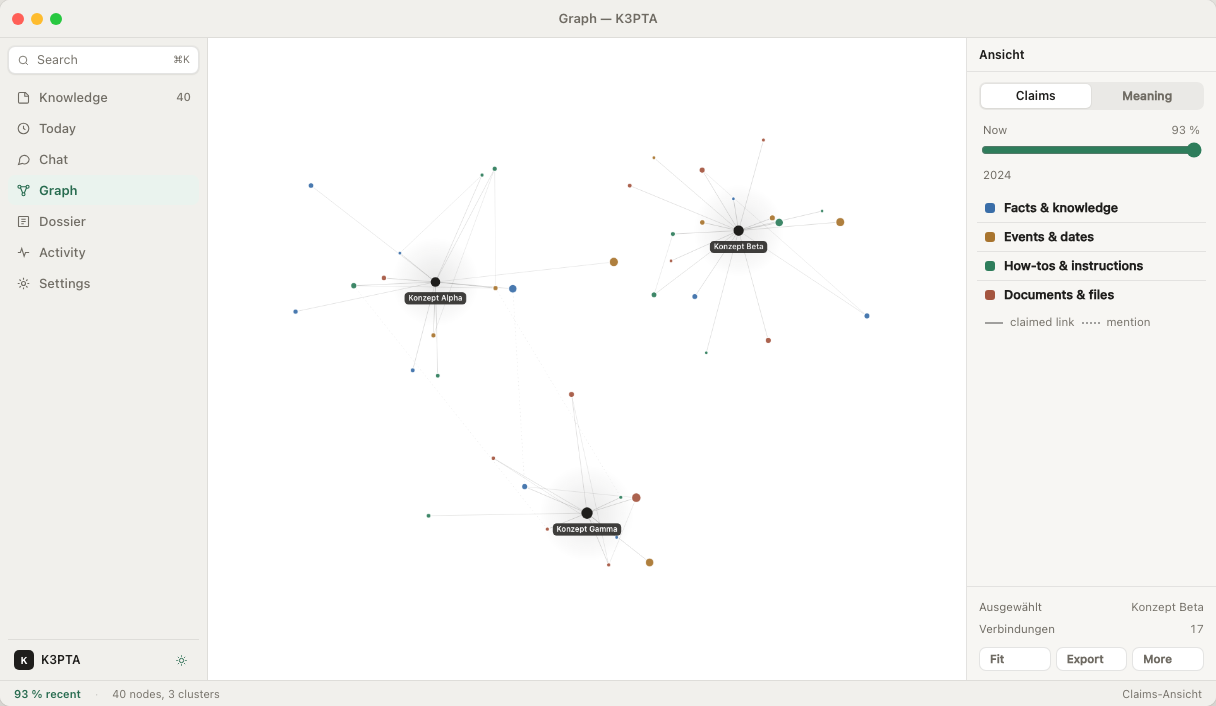 Graph — K3PTA
Search ⌘K
Knowledge 40
Today
Chat
Graph
Dossier
Activity
Settings
K K3PTA
Konzept Alpha
Konzept Beta
Konzept Gamma
Ansicht
Claims Meaning
Now 93 %
2024
Facts & knowledge
Events & dates
How-tos & instructions
Documents & files
claimed link mention
Ausgewählt Konzept Beta
Verbindungen 17
Fit Export More
93 % recent · 40 nodes, 3 clusters
Claims-Ansicht